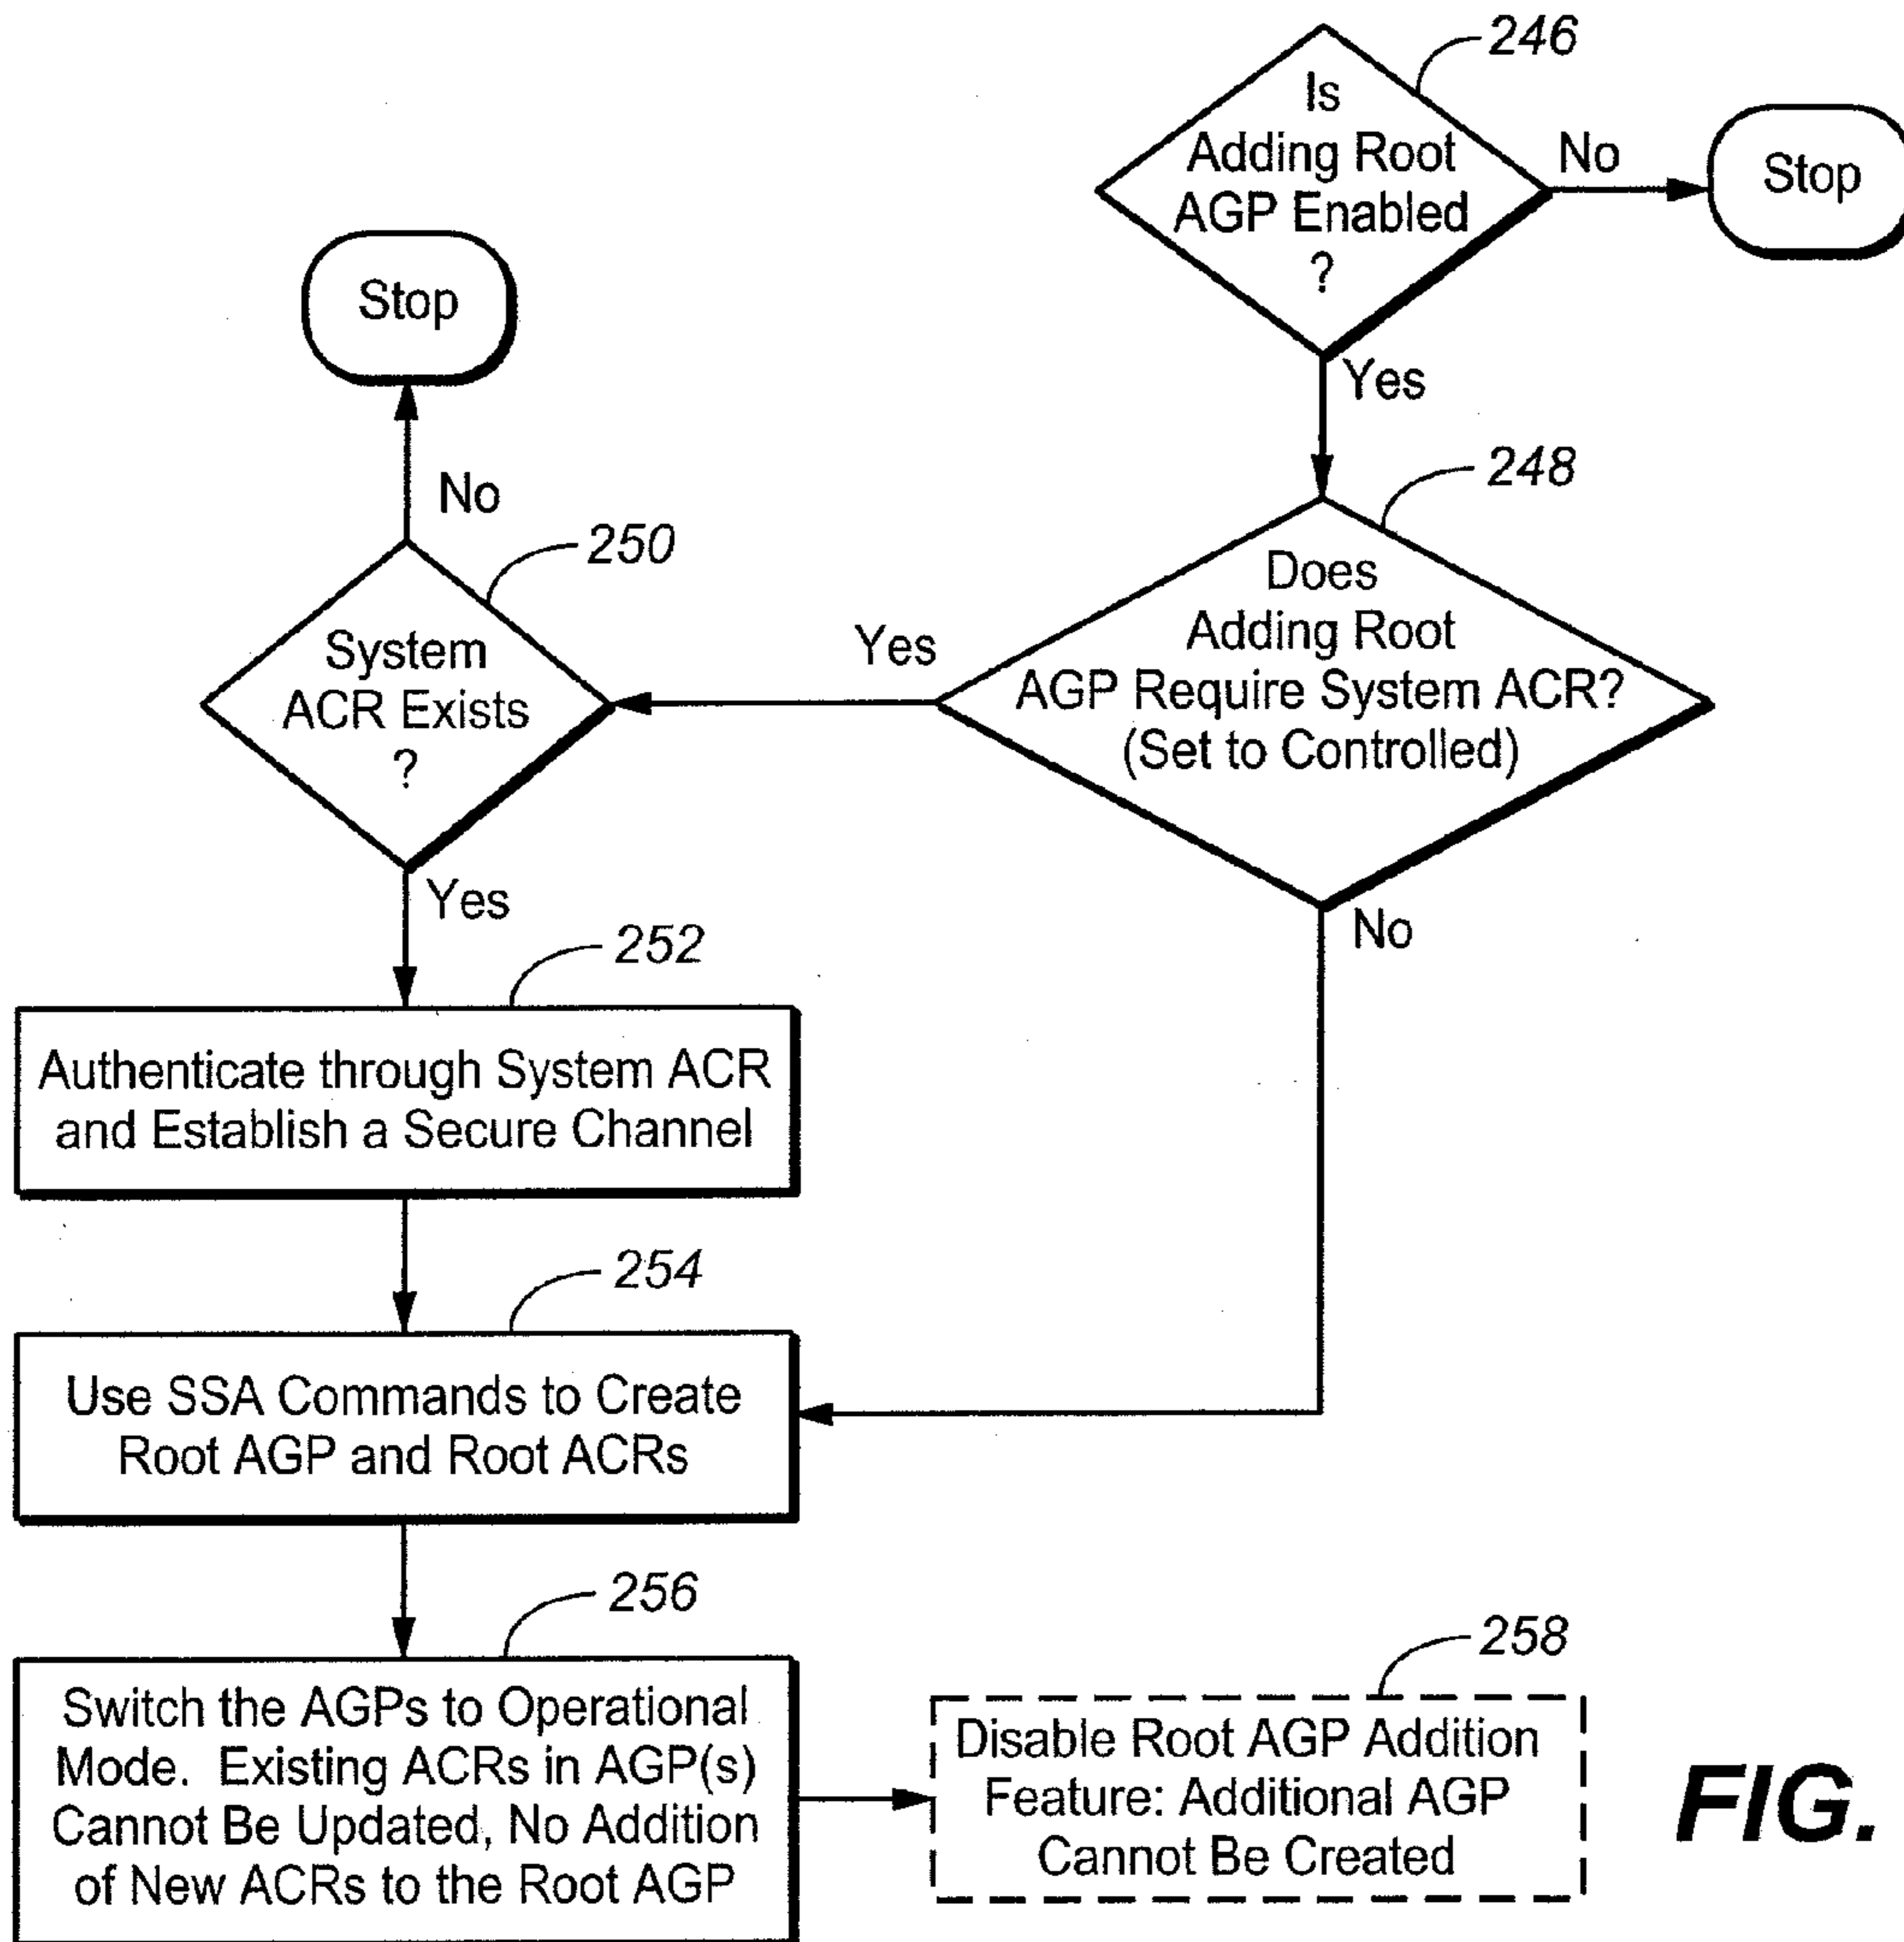 246
Is
Adding Root
AGP Enabled
?
No
Stop
Yes
Stop
No
248
Does
Adding Root
AGP Require System ACR?
(Set to Controlled)
Yes
No
250
System
ACR Exists
?
Yes
252
Authenticate through System ACR
and Establish a Secure Channel
254
Use SSA Commands to Create
Root AGP and Root ACRs
256
Switch the AGPs to Operational
Mode. Existing ACRs in AGP(s)
Cannot Be Updated, No Addition
of New ACRs to the Root AGP
258
Disable Root AGP Addition
Feature: Additional AGP
Cannot Be Created
FIG.